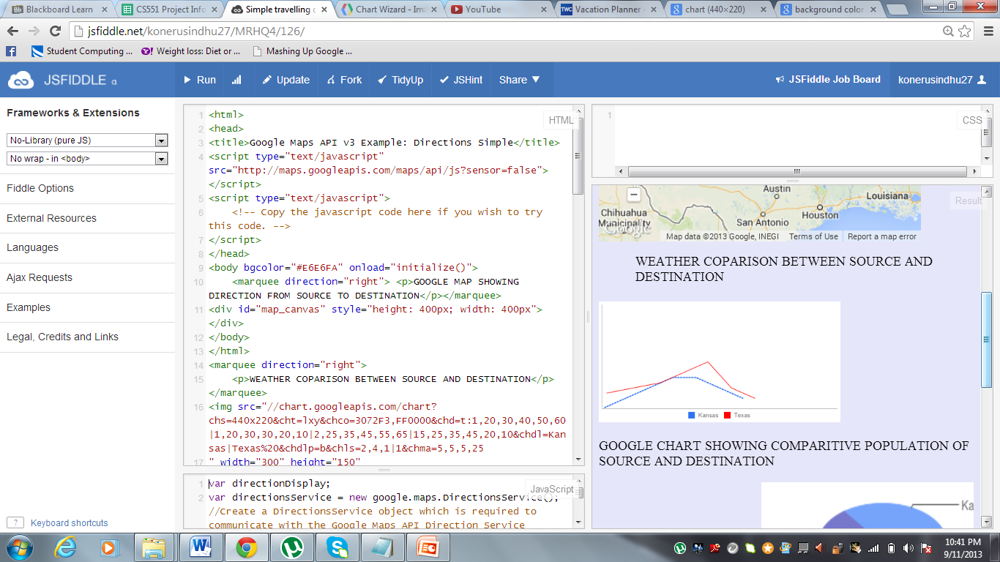 Blackboard Learn
CS551 Project Info
Simple travelling
Chart Wizard - Im
YouTube
Vacation Planner -
chart (440×220)
background color
jsfiddle.net/konerusindhu27/MRHQ4/126/
Student Computing ...
Weight loss: Diet or ...
Mashing Up Google ...
JSFIDDLE α
Run
Update
Fork
TidyUp
JSHint
Share
JSFiddle Job Board
konerusindhu27
Frameworks & Extensions
No-Library (pure JS)
No wrap - in <body>
Fiddle Options
External Resources
Languages
Ajax Requests
Examples
Legal, Credits and Links
? Keyboard shortcuts
HTML
1 <html>
2 <head>
3 <title>Google Maps API v3 Example: Directions Simple</title>
4 <script type="text/javascript"
src="http://maps.googleapis.com/maps/api/js?sensor=false">
</script>
5 <script type="text/javascript">
6 <!-- Copy the javascript code here if you wish to try
this code. -->
7 </script>
8 </head>
9 <body bgcolor="#E6E6FA" onload="initialize()">
10 <marquee direction="right"> <p>GOOGLE MAP SHOWING
DIRECTION FROM SOURCE TO DESTINATION</p></marquee>
11 <div id="map_canvas" style="height: 400px; width: 400px">
</div>
12 </body>
13 </html>
14 <marquee direction="right">
15 <p>WEATHER COPARISON BETWEEN SOURCE AND DESTINATION</p>
</marquee>
16 <img src="//chart.googleapis.com/chart?
chs=440x220&cht=lxy&chco=3072F3,FF0000&chd=t:1,20,30,40,50,60
|1,20,30,30,20,10|2,25,35,45,55,65|15,25,35,45,20,10&chdl=Kan
sas|Texas%20&chdlp=b&chls=2,4,1|1&chma=5,5,5,25
17 " width="300" height="150"
JavaScript
1 var directionDisplay;
2 var directionsService = new google.maps.DirectionsService();
//Create a DirectionsService object which is required to
communicate with the Google Maps API Direction Service
1
CSS
Result
Austin
Louisiana
Chihuahua
Municipality
San Antonio
Houston
Google
Map data ©2013 Google, INEGI
Terms of Use
Report a map error
WEATHER COPARISON BETWEEN SOURCE AND
DESTINATION
Kansas
Texas
GOOGLE CHART SHOWING COMPARITIVE POPULATION OF
SOURCE AND DESTINATION
Ka
10:41 PM
9/11/2013